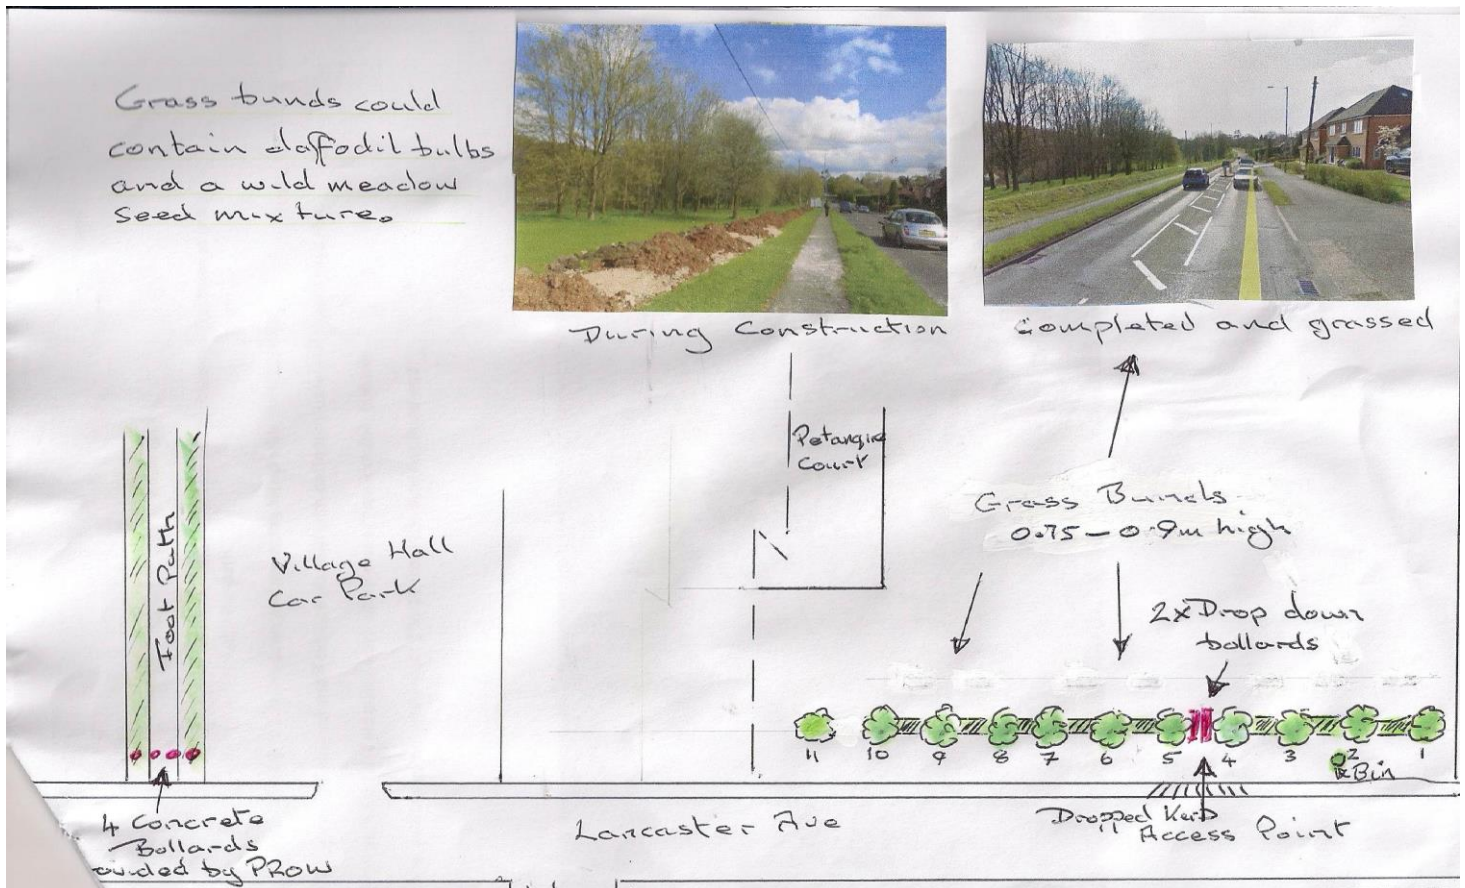 Grass bunds could
contain daffodil bulbs
and a wild meadow
seed mixture.
During Construction
Completed and grassed
Petanque
Court
Grass Bunds
0.75 - 0.9m high
Foot Path
Village Hall
Car Park
2x Drop down
bollards
11 10 9 8 7 6 5 4 3 2 1
Bin
4 Concrete
Bollards
ovided by PROW
Lancaster Ave
Dropped Kerb
Access Point